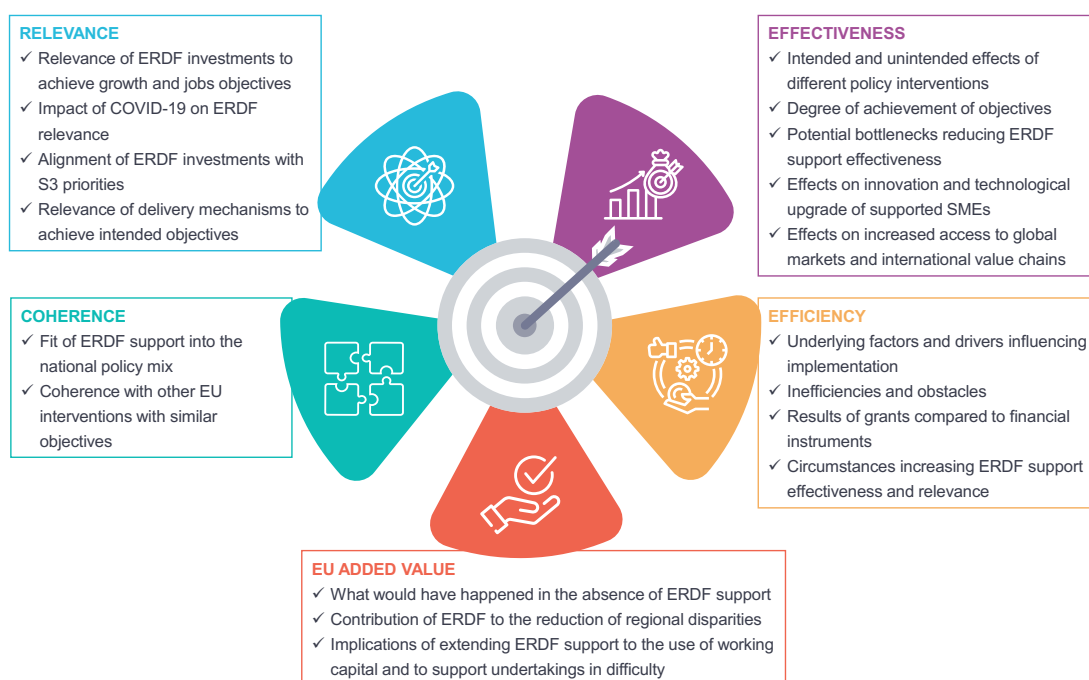 RELEVANCE
✓ Relevance of ERDF investments to
achieve growth and jobs objectives
✓ Impact of COVID-19 on ERDF
relevance
✓ Alignment of ERDF investments with
S3 priorities
✓ Relevance of delivery mechanisms to
achieve intended objectives
EFFECTIVENESS
✓ Intended and unintended effects of
different policy interventions
✓ Degree of achievement of objectives
✓ Potential bottlenecks reducing ERDF
support effectiveness
✓ Effects on innovation and technological
upgrade of supported SMEs
✓ Effects on increased access to global
markets and international value chains
COHERENCE
✓ Fit of ERDF support into the
national policy mix
✓ Coherence with other EU
interventions with similar
objectives
EFFICIENCY
✓ Underlying factors and drivers influencing
implementation
✓ Inefficiencies and obstacles
✓ Results of grants compared to financial
instruments
✓ Circumstances increasing ERDF support
effectiveness and relevance
EU ADDED VALUE
✓ What would have happened in the absence of ERDF support
✓ Contribution of ERDF to the reduction of regional disparities
✓ Implications of extending ERDF support to the use of working
capital and to support undertakings in difficulty